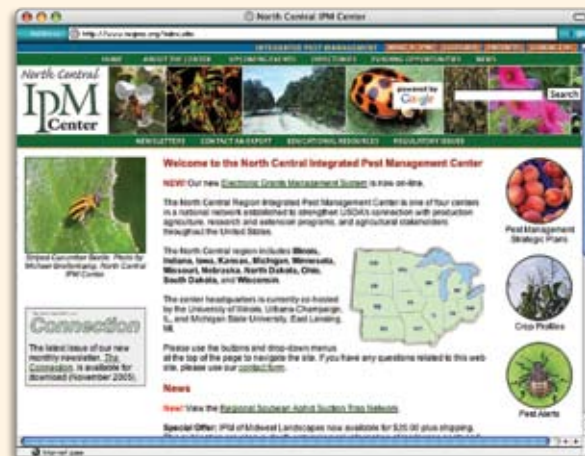 North Central IPM Center
INTEGRATED PEST MANAGEMENT
HOME ABOUT THE CENTER UPCOMING EVENTS DIRECTORIES FUNDING OPPORTUNITIES NEWS
North Central
IPM
Center
powered by
Google
Search
NEWSLETTERS CONTACT AN EXPERT EDUCATIONAL RESOURCES REGULATORY ISSUES
Welcome to the North Central Integrated Pest Management Center
NEW! Our new Electronic Grants Management System is now on-line.
The North Central Region Integrated Pest Management Center is one of four centers
in a national network established to strengthen USDA's connection with production
agriculture, research and extension programs, and agricultural stakeholders
throughout the United States.
The North Central region includes Illinois,
Indiana, Iowa, Kansas, Michigan, Minnesota,
Missouri, Nebraska, North Dakota, Ohio,
South Dakota, and Wisconsin.
The center headquarters is currently co-hosted
by the University of Illinois, Urbana-Champaign,
IL, and Michigan State University, East Lansing,
MI.
Please use the buttons and drop-down menus
at the top of the page to navigate the site. If you have any questions related to this web
site, please use our contact form.
News
New! View the Regional Soybean Aphid Suction Trap Network.
Special Offer: IPM of Midwest Landscapes now available for $35.00 plus shipping.
Striped Cucumber Beetle. Photo by
North Central
IPM Center
Connection
The latest issue of our new
monthly newsletter, The
Connection, is available for
download (November 2005).
Pest Management
Strategic Plans
Crop Profiles
Pest Alerts
Internet zone